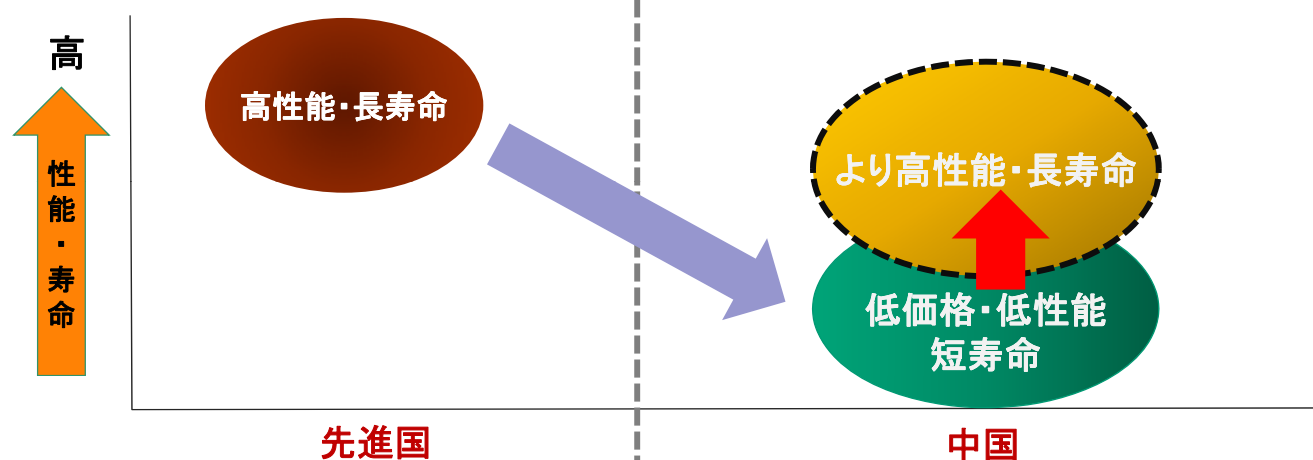 高
性能・寿命
高性能・長寿命
より高性能・長寿命
低価格・低性能
短寿命
先進国
中国